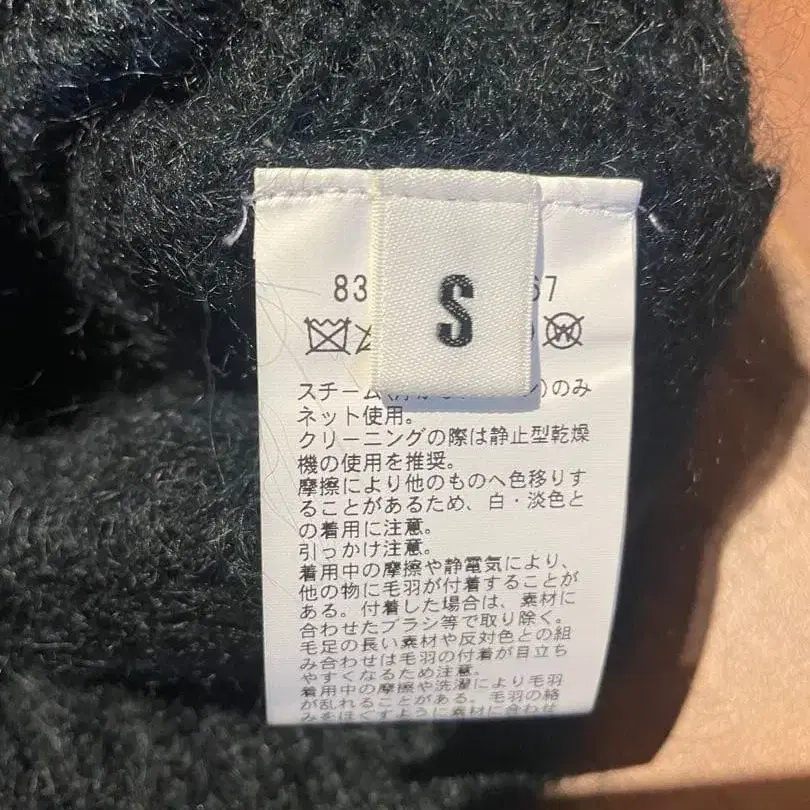 S
83
67
スチーム(
)のみ
ネット使用。
クリーニングの際は静止型乾燥
機の使用を推奨。
摩擦により他のものへ色移りす
ることがあるため、白・淡色と
の着用に注意。
引っかけ注意。
着用中の摩擦や静電気により、
他の物に毛羽が付着することが
ある。付着した場合は、素材に
合わせたブラシ等で取り除く。
毛足の長い素材や反対色との組
み合わせは毛羽の付着が目立ち
やすくなるため注意。
着用中の摩擦や洗濯により毛羽
が乱れることがある。毛羽の絡
みをほぐすように素材に合わせ